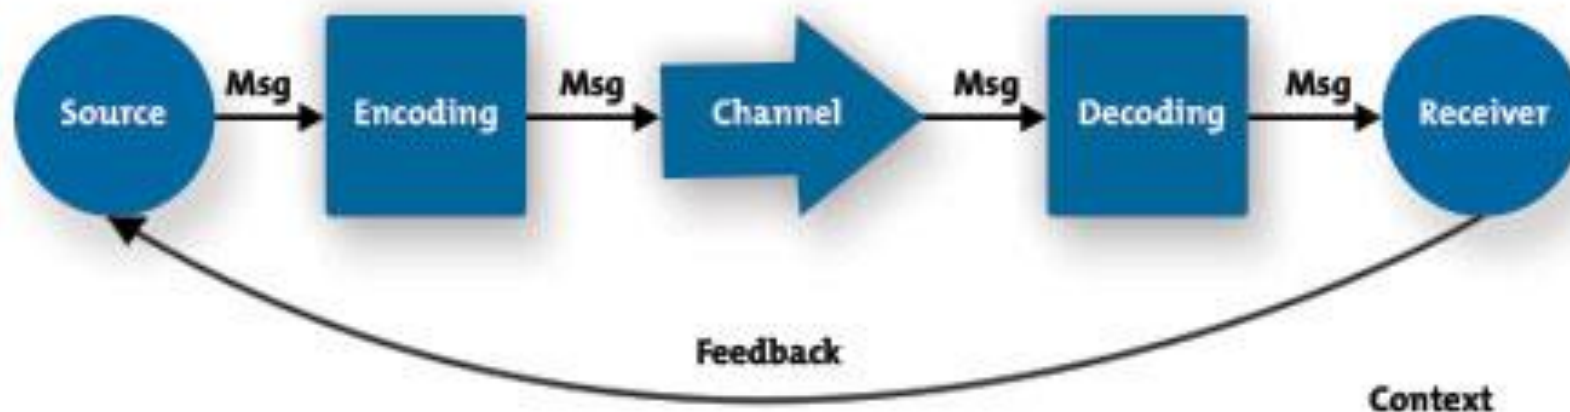 Msg Msg Msg Msg
Source Encoding Channel Decoding Receiver
Feedback
Context